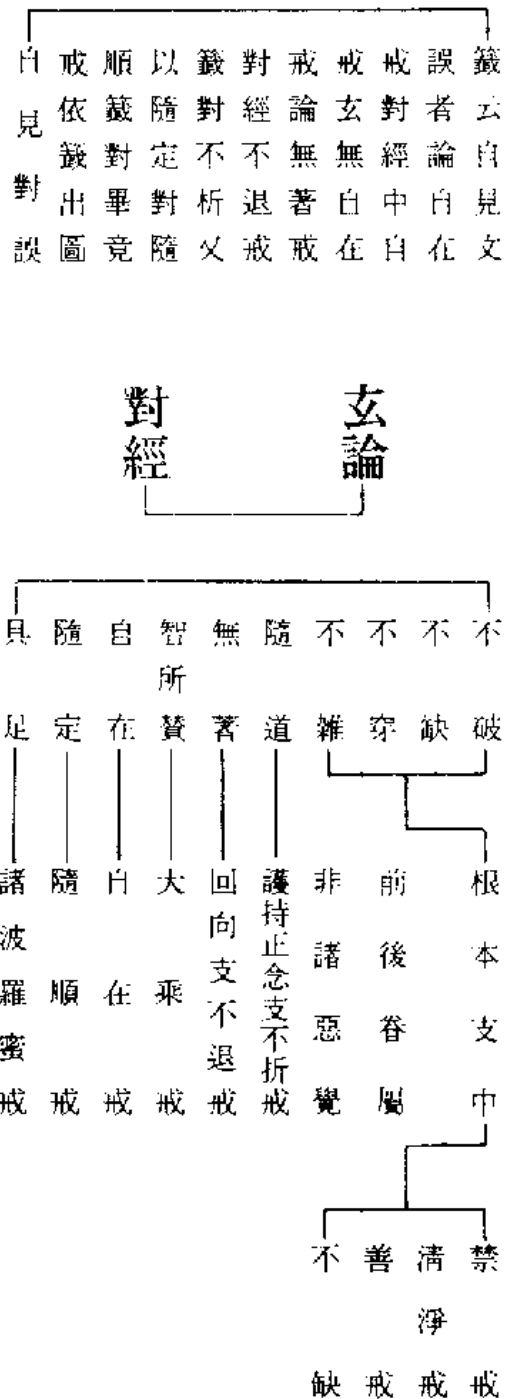 籤云自見文
誤者論自在
戒對經中自
戒玄無自在
戒論無著戒
對經不退戒
籤對不析又
以隨定對隨
順籤對畢竟
戒依籤出圖
自見對誤
玄論
對經
不破
不缺
不穿
不雜
隨道
無著
智所贊
自在
隨定
具足
根本支中
前後眷屬
非諸惡覺
護持正念支不折戒
回向支不退戒
大乘戒
自在戒
隨順戒
諸波羅蜜戒
禁戒
清淨戒
善戒
不缺